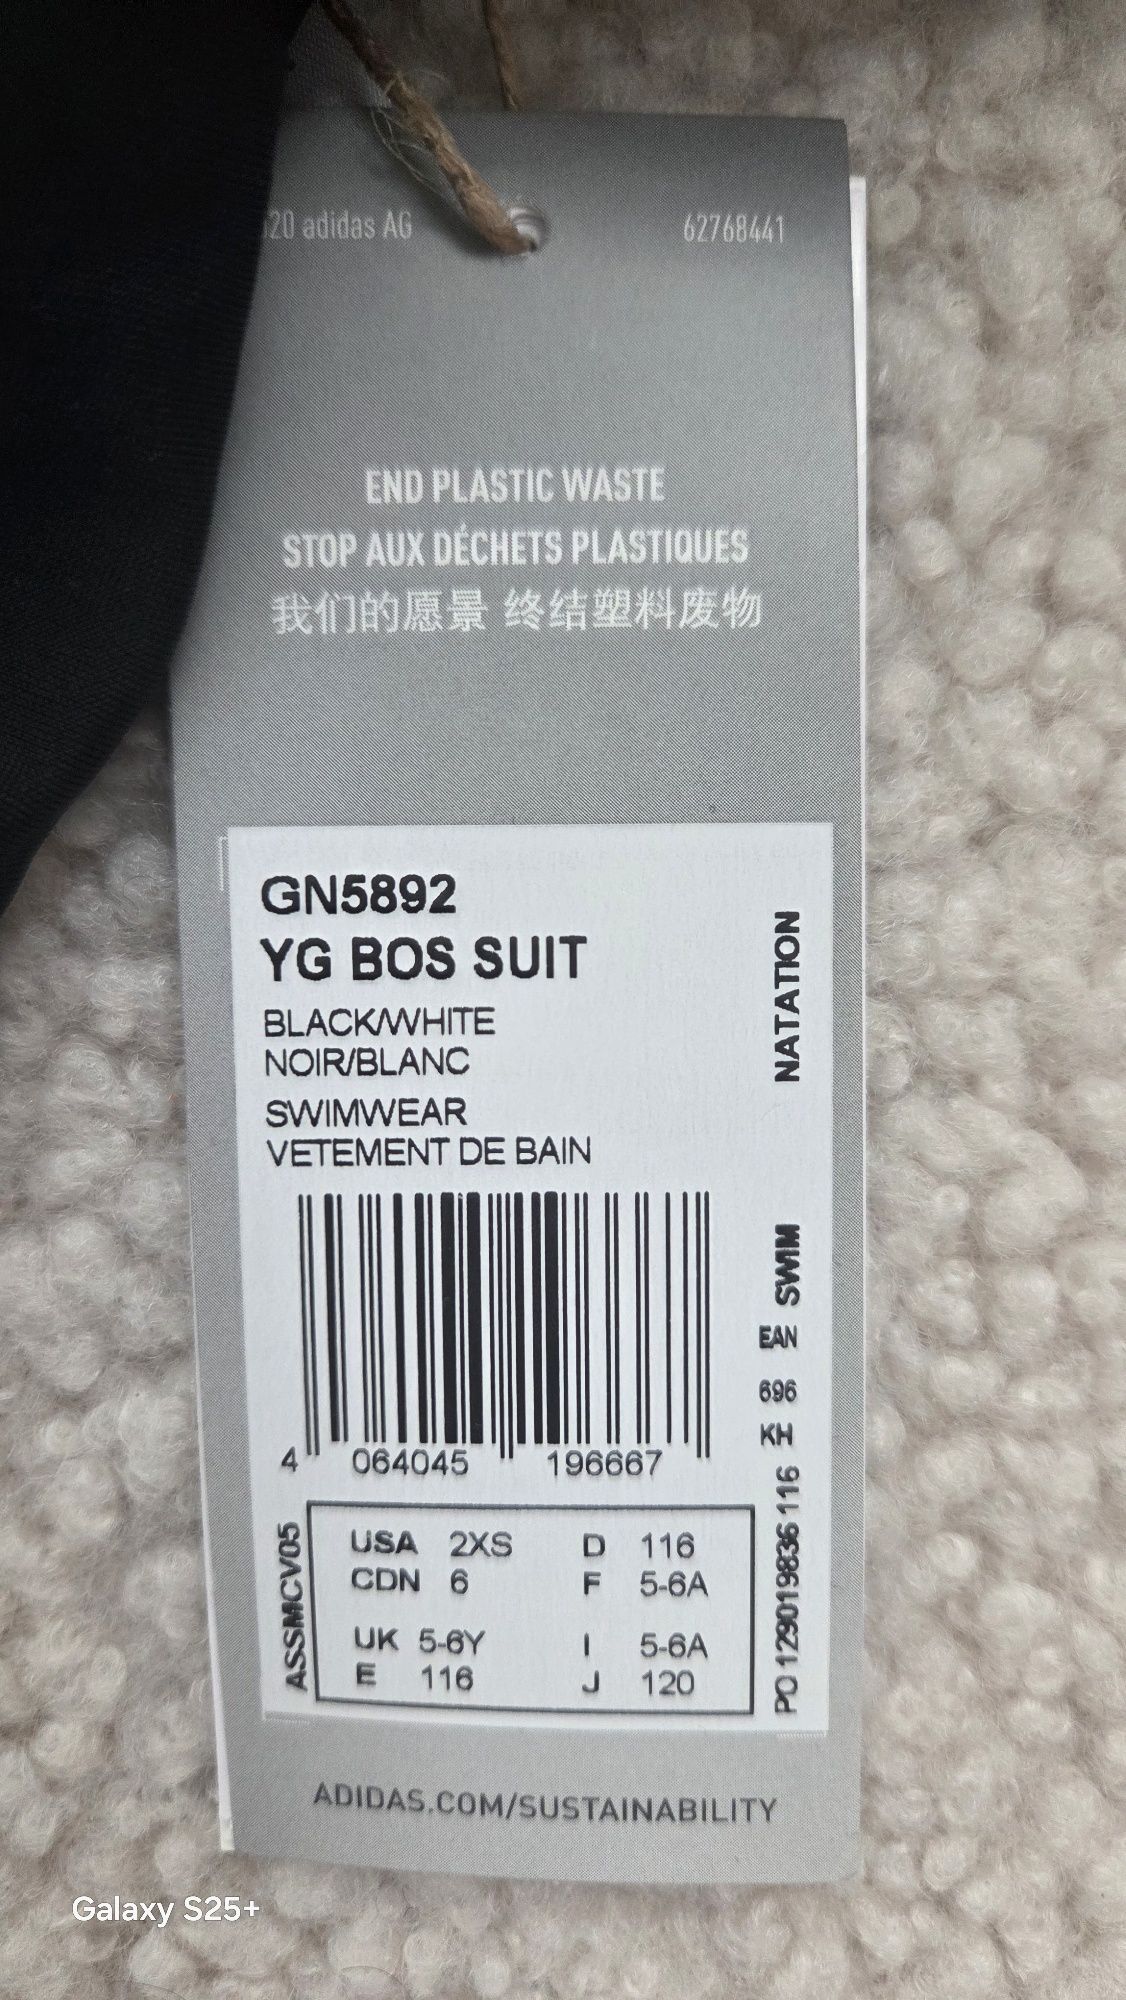 20 adidas AG
62768441
END PLASTIC WASTE
STOP AUX DÉCHETS PLASTIQUES
我们的愿景 终结塑料废物
GN5892
YG BOS SUIT
BLACK/WHITE
NOIR/BLANC
SWIMWEAR
VETEMENT DE BAIN
NATATION
SWIM
EAN
696
KH
PO 129019836 116
4 064045 196667
ASSMCV05
USA 2XS D 116
CDN 6 F 5-6A
UK 5-6Y I 5-6A
E 116 J 120
ADIDAS.COM/SUSTAINABILITY
Galaxy S25+